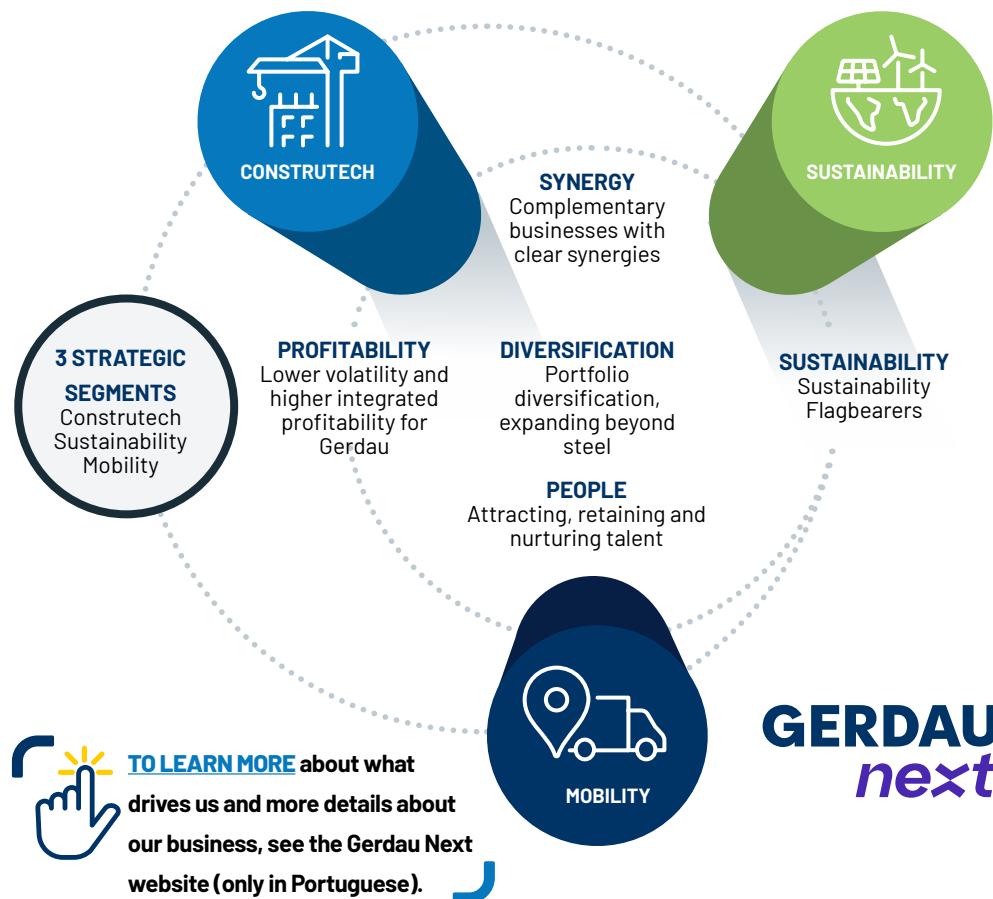 CONSTRUTECH
SUSTAINABILITY
SYNERGY
Complementary
businesses with
clear synergies
3 STRATEGIC
SEGMENTS
Construtech
Sustainability
Mobility
PROFITABILITY
Lower volatility and
higher integrated
profitability for
Gerdau
DIVERSIFICATION
Portfolio
diversification,
expanding beyond
steel
SUSTAINABILITY
Sustainability
Flagbearers
PEOPLE
Attracting, retaining and
nurturing talent
MOBILITY
GERDAU
next
TO LEARN MORE about what
drives us and more details about
our business, see the Gerdau Next
website (only in Portuguese).